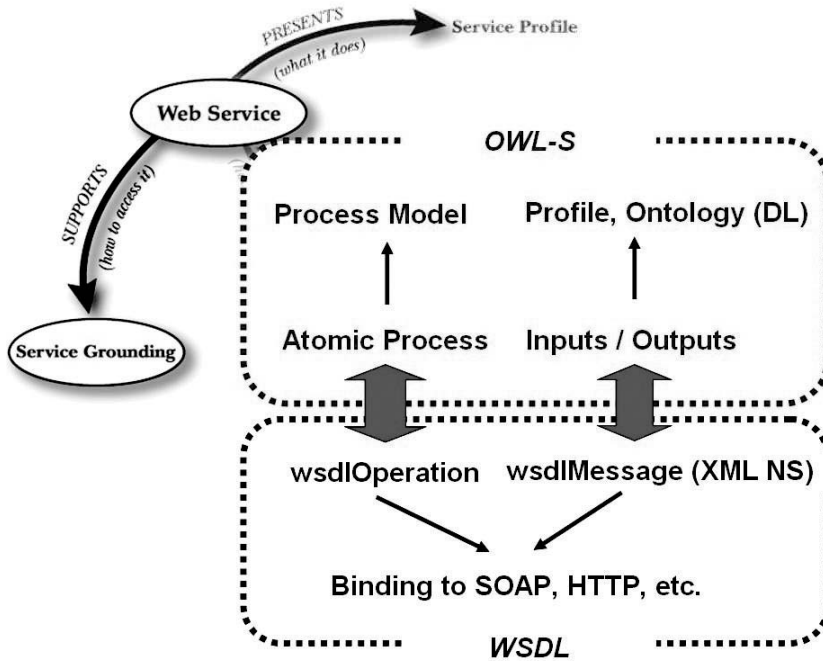 PRESENTS
(what it does)
Service Profile
Web Service
SUPPORTS
(how to access it)
Service Grounding
OWL-S
Process Model
Profile, Ontology (DL)
Atomic Process
Inputs / Outputs
wsdlOperation
wsdlMessage (XML NS)
Binding to SOAP, HTTP, etc.
WSDL